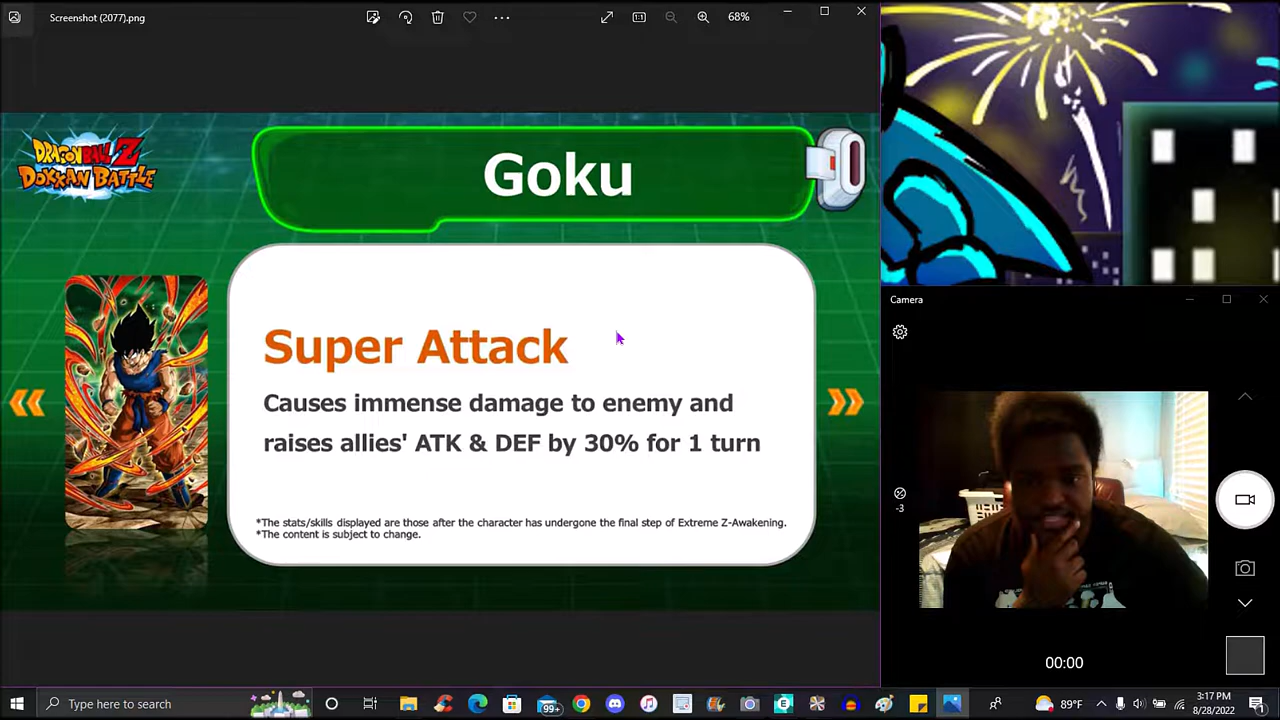 Screenshot (2077).png
68%
DRAGON BALL Z
DOKKAN BATTLE
Goku
Super Attack
Causes immense damage to enemy and
raises allies' ATK & DEF by 30% for 1 turn
*The stats/skills displayed are those after the character has undergone the final step of Extreme Z-Awakening.
*The content is subject to change.
Camera
-3
00:00
Type here to search
99+
89°F
3:17 PM
8/28/2022